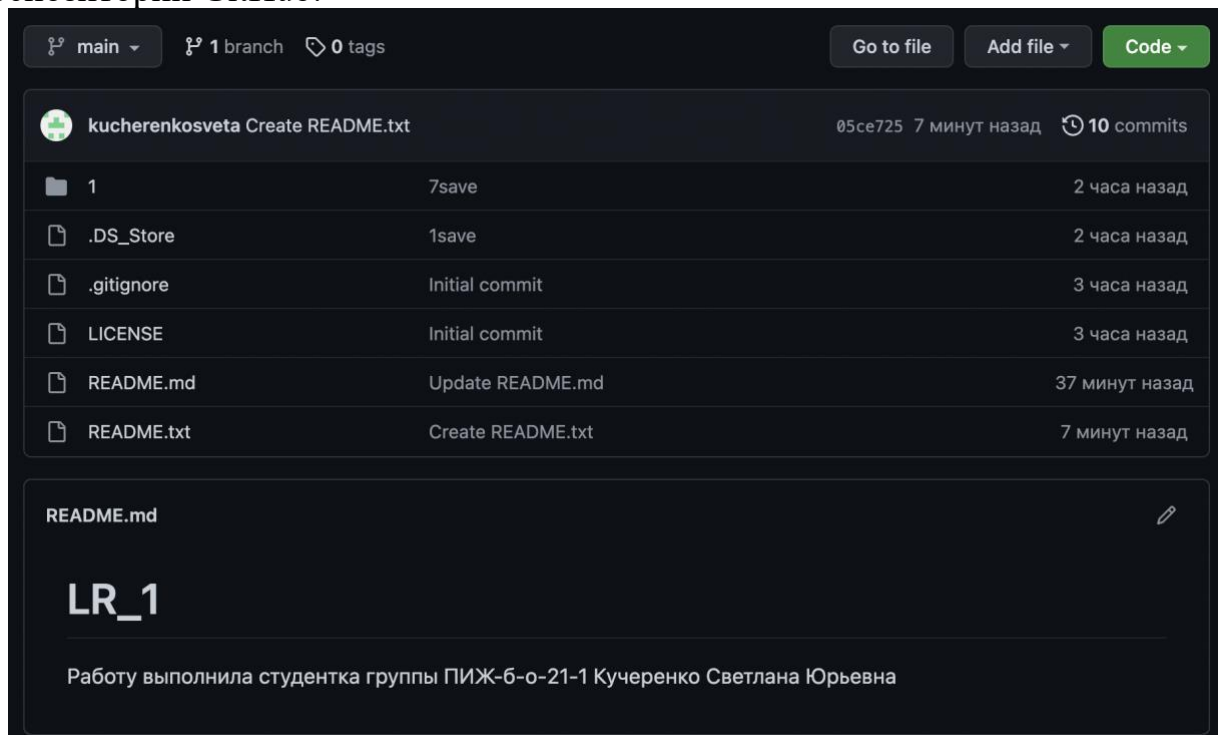 main 1 branch 0 tags Go to file Add file Code
kucherenkosveta Create README.txt 05ce725 7 минут назад 10 commits
1 7save 2 часа назад
.DS_Store 1save 2 часа назад
.gitignore Initial commit 3 часа назад
LICENSE Initial commit 3 часа назад
README.md Update README.md 37 минут назад
README.txt Create README.txt 7 минут назад
README.md
LR_1
Работу выполнила студентка группы ПИЖ-б-о-21-1 Кучеренко Светлана Юрьевна